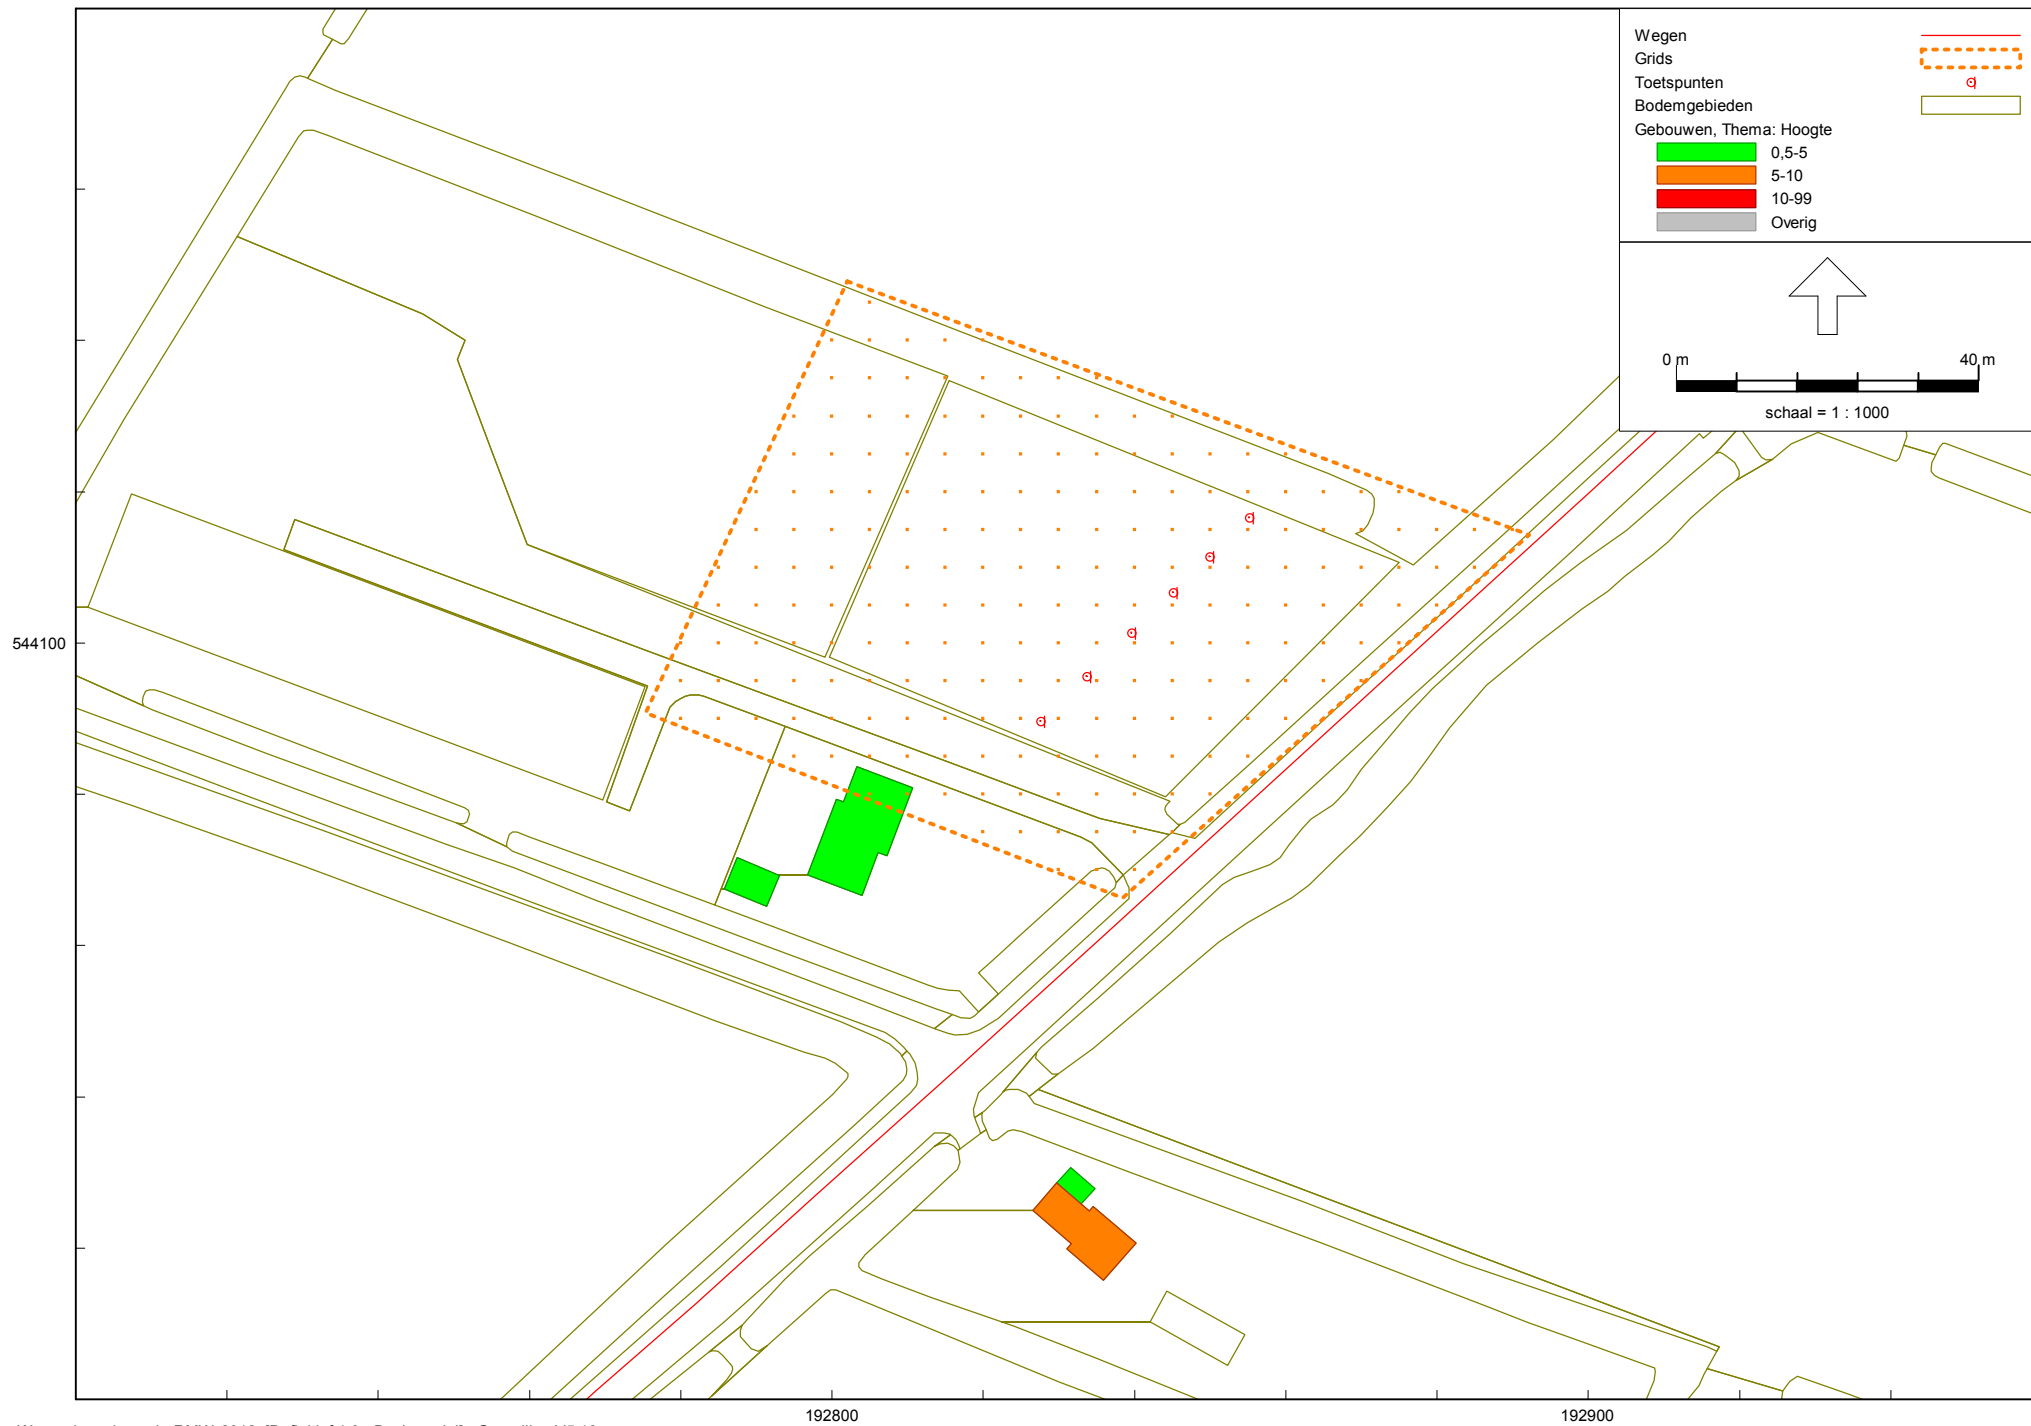 Wegen
Grids
Toetspunten
Bodemgebieden
Gebouwen, Thema: Hoogte
0,5-5
5-10
10-99
Overig
0 m 40 m
schaal = 1 : 1000
544100
192800 192900